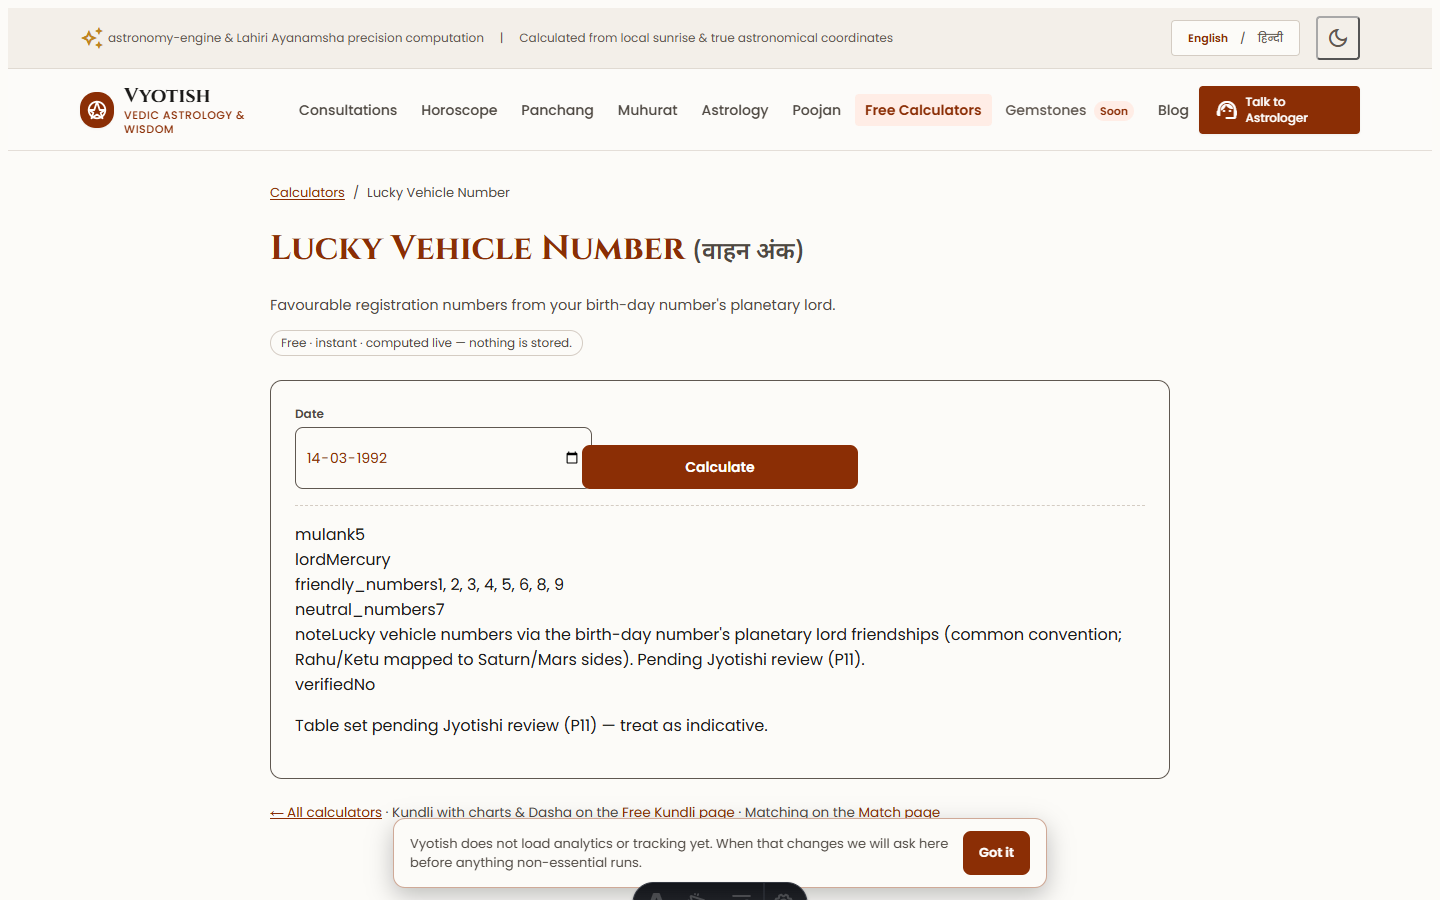 astronomy-engine & Lahiri Ayanamsha precision computation | Calculated from local sunrise & true astronomical coordinates
English / हिन्दी
Vyotish
VEDIC ASTROLOGY &
WISDOM
Consultations Horoscope Panchang Muhurat Astrology Poojan Free Calculators Gemstones Soon Blog
Talk to
Astrologer
Calculators / Lucky Vehicle Number
Lucky Vehicle Number (वाहन अंक)
Favourable registration numbers from your birth-day number's planetary lord.
Free · instant · computed live — nothing is stored.
Date
14-03-1992
Calculate
mulank5
lordMercury
friendly_numbers1, 2, 3, 4, 5, 6, 8, 9
neutral_numbers7
noteLucky vehicle numbers via the birth-day number's planetary lord friendships (common convention;
Rahu/Ketu mapped to Saturn/Mars sides). Pending Jyotishi review (P11).
verifiedNo
Table set pending Jyotishi review (P11) — treat as indicative.
← All calculators · Kundli with charts & Dasha on the Free Kundli page · Matching on the Match page
Vyotish does not load analytics or tracking yet. When that changes we will ask here
before anything non-essential runs.
Got it